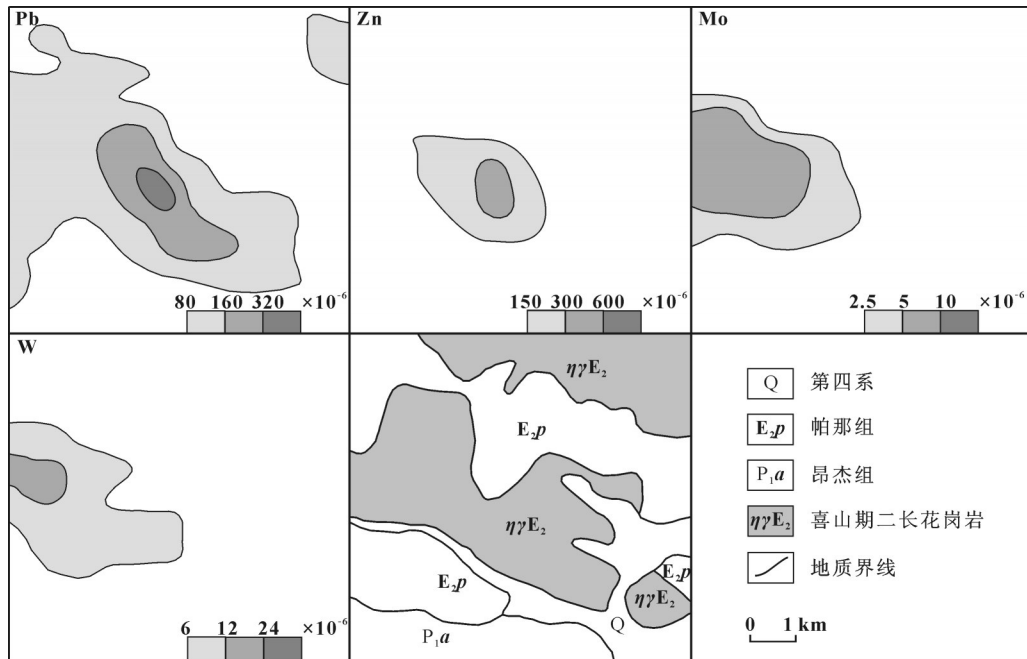 Pb
80 160 320 ×10⁻⁶
Zn
150 300 600 ×10⁻⁶
Mo
2.5 5 10 ×10⁻⁶
W
6 12 24 ×10⁻⁶
ηγE₂
E₂p
ηγE₂
E₂p
E₂p
ηγE₂
Q
P₁a
Q 第四系
E₂p 帕那组
P₁a 昂杰组
ηγE₂ 喜山期二长花岗岩
地质界线
0 1 km